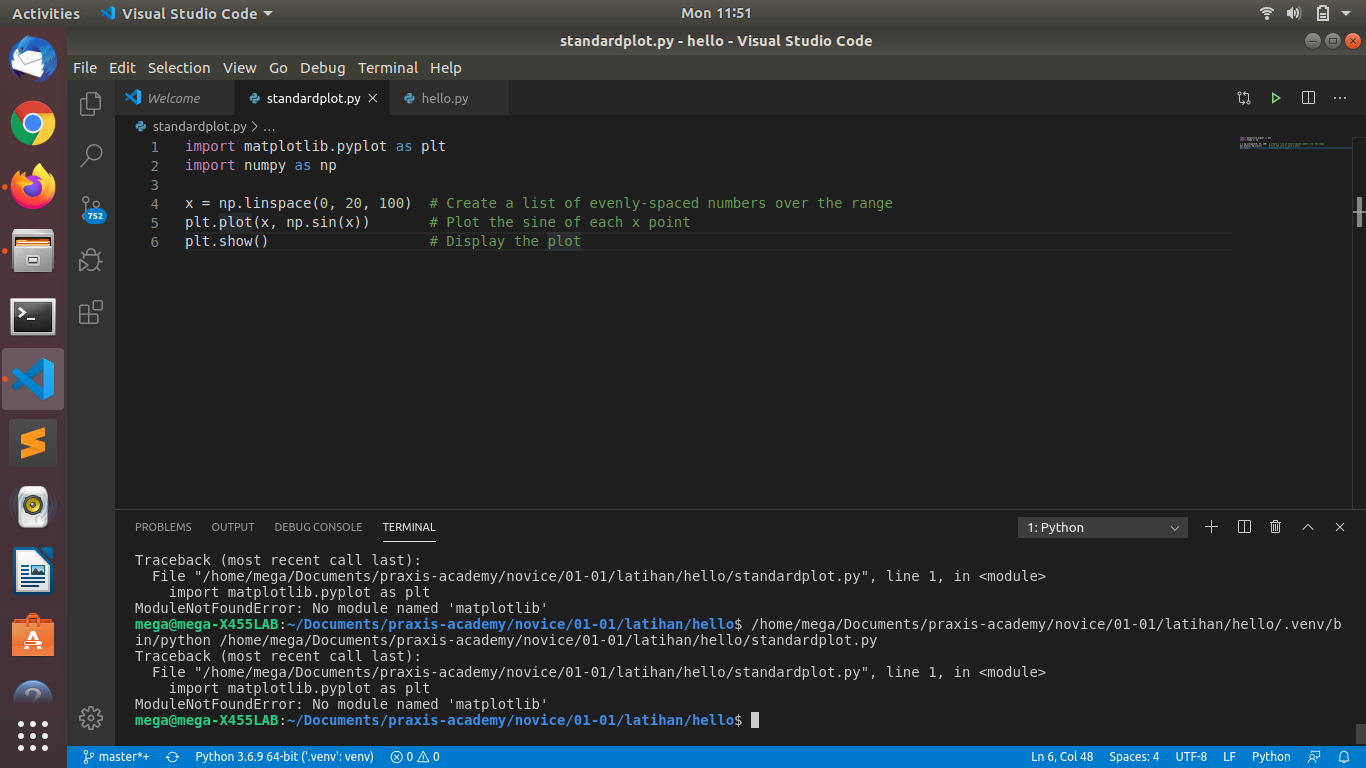 Activities Visual Studio Code Mon 11:51
standardplot.py - hello - Visual Studio Code
File Edit Selection View Go Debug Terminal Help
Welcome standardplot.py hello.py
standardplot.py > ...
1 import matplotlib.pyplot as plt
2 import numpy as np
3
4 x = np.linspace(0, 20, 100)  # Create a list of evenly-spaced numbers over the range
5 plt.plot(x, np.sin(x))       # Plot the sine of each x point
6 plt.show()                   # Display the plot
752
PROBLEMS OUTPUT DEBUG CONSOLE TERMINAL 1: Python
Traceback (most recent call last):
  File "/home/mega/Documents/praxis-academy/novice/01-01/latihan/hello/standardplot.py", line 1, in <module>
    import matplotlib.pyplot as plt
ModuleNotFoundError: No module named 'matplotlib'
mega@mega-X455LAB:~/Documents/praxis-academy/novice/01-01/latihan/hello$ /home/mega/Documents/praxis-academy/novice/01-01/latihan/hello/.venv/b
in/python /home/mega/Documents/praxis-academy/novice/01-01/latihan/hello/standardplot.py
Traceback (most recent call last):
  File "/home/mega/Documents/praxis-academy/novice/01-01/latihan/hello/standardplot.py", line 1, in <module>
    import matplotlib.pyplot as plt
ModuleNotFoundError: No module named 'matplotlib'
mega@mega-X455LAB:~/Documents/praxis-academy/novice/01-01/latihan/hello$
master*+ Python 3.6.9 64-bit ('.venv': venv) 0 0 Ln 6, Col 48 Spaces: 4 UTF-8 LF Python